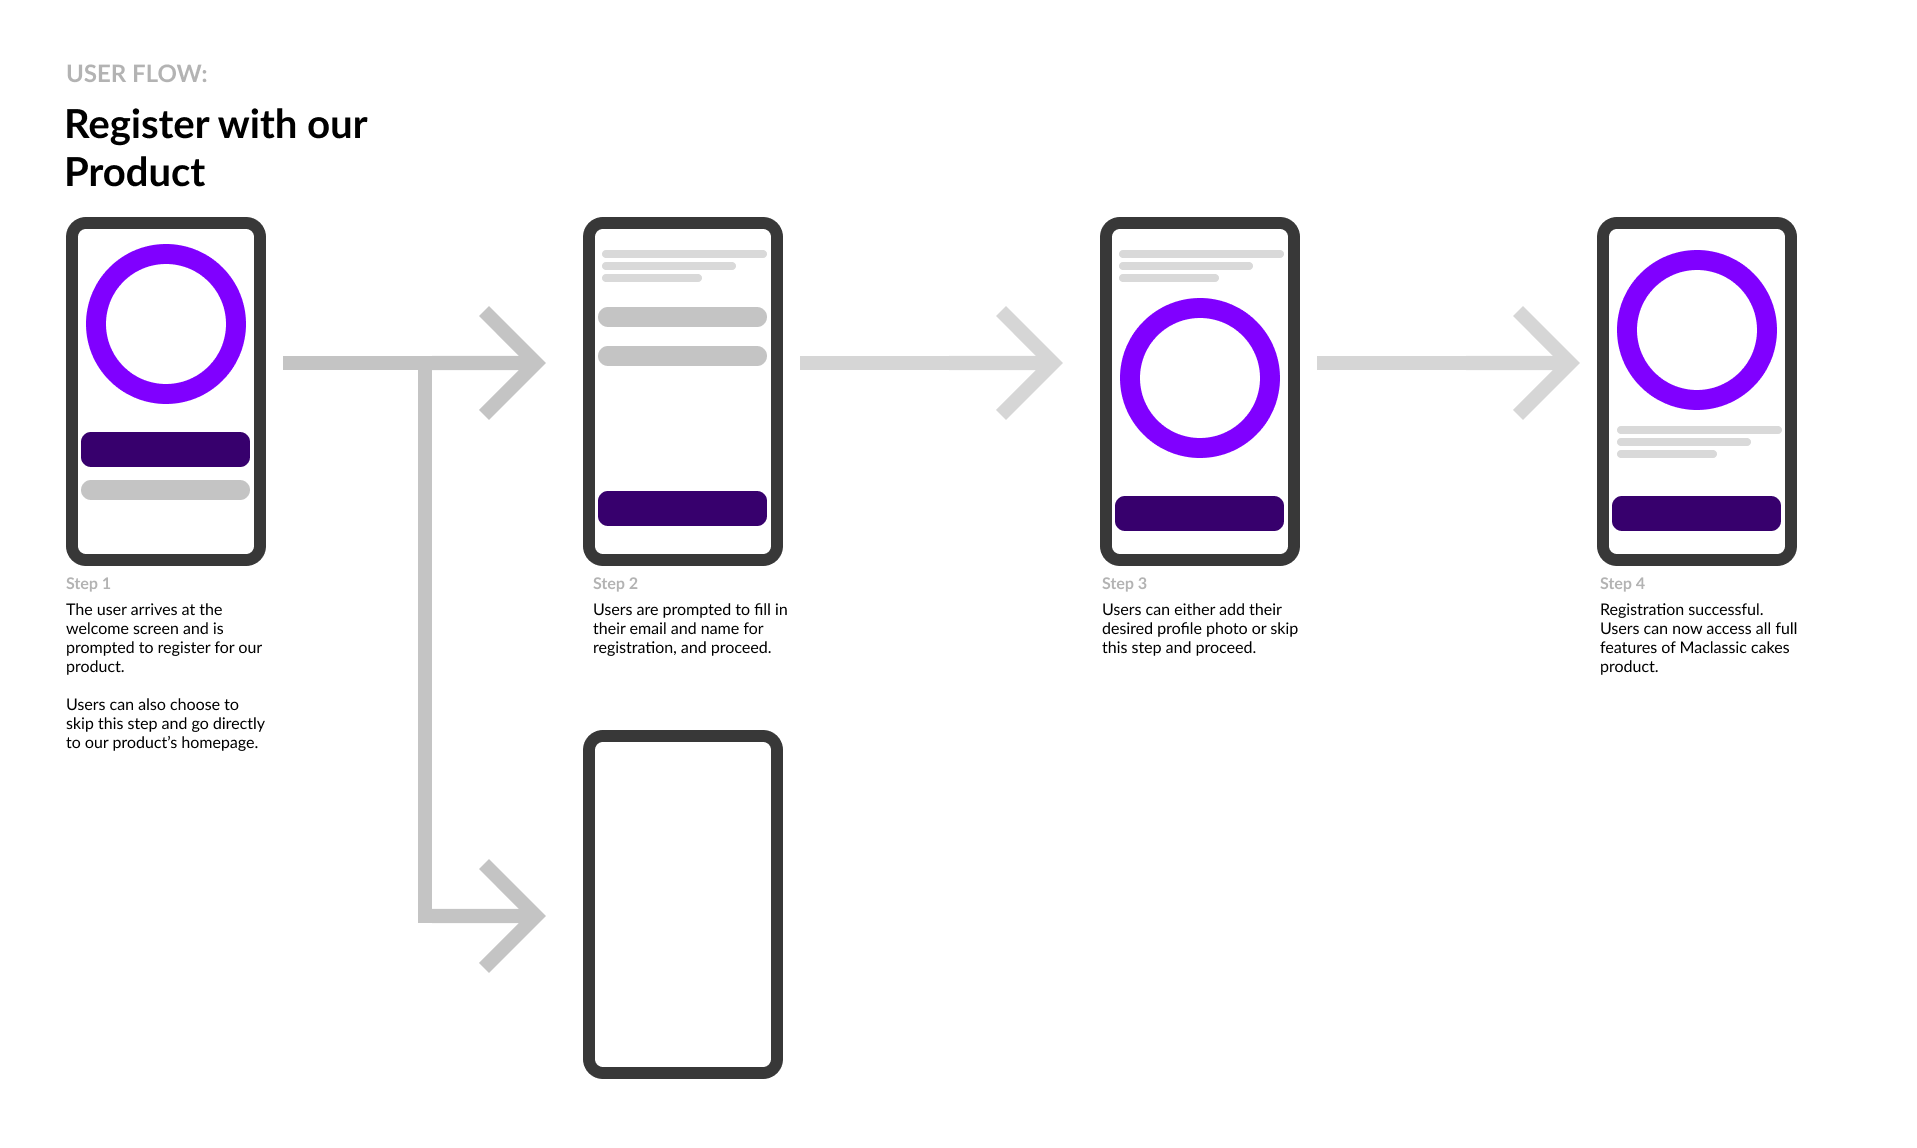 USER FLOW:
Register with our
Product
Step 1
The user arrives at the
welcome screen and is
prompted to register for our
product.
Users can also choose to
skip this step and go directly
to our product’s homepage.
Step 2
Users are prompted to fill in
their email and name for
registration, and proceed.
Step 3
Users can either add their
desired profile photo or skip
this step and proceed.
Step 4
Registration successful.
Users can now access all full
features of Maclassic cakes
product.